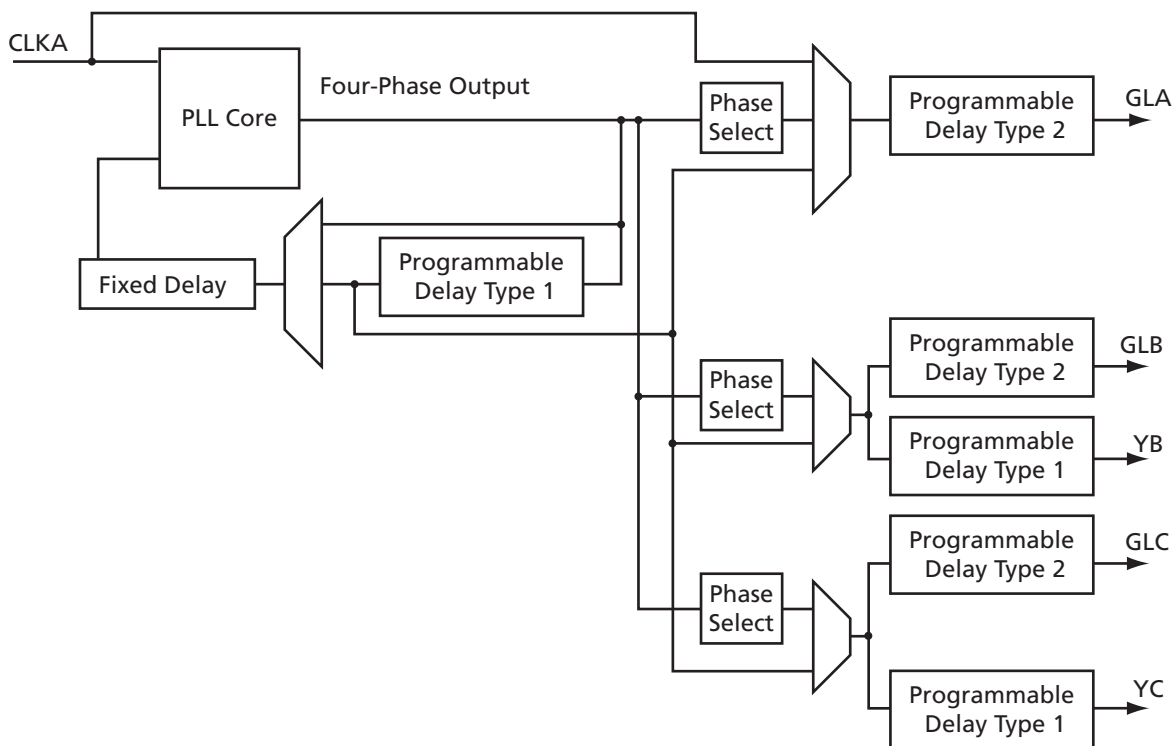 CLKA
PLL Core
Four-Phase Output
Phase
Select
Programmable
Delay Type 2
GLA
Fixed Delay
Programmable
Delay Type 1
Phase
Select
Programmable
Delay Type 2
GLB
Programmable
Delay Type 1
YB
Phase
Select
Programmable
Delay Type 2
GLC
Programmable
Delay Type 1
YC